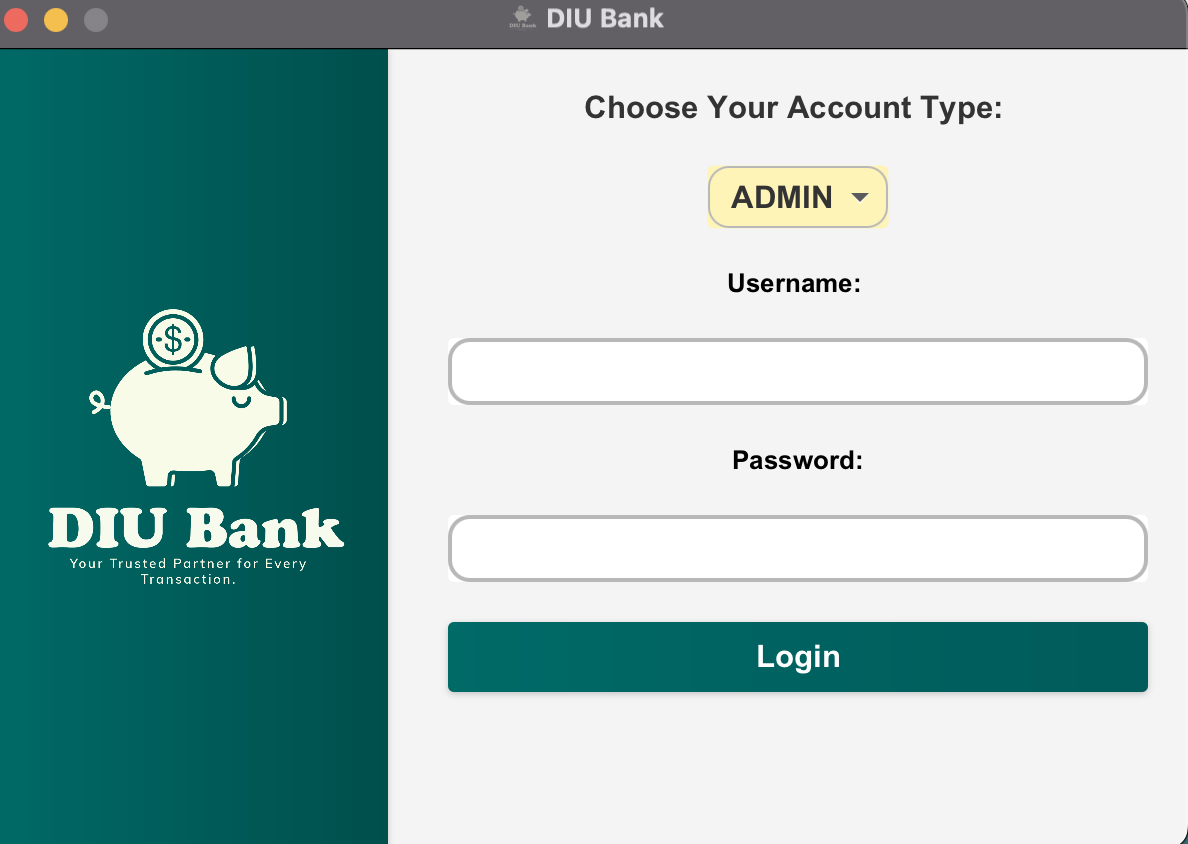 DIU Bank
Choose Your Account Type:
ADMIN
Username:
Password:
Login
$
DIU Bank
Your Trusted Partner for Every
Transaction.